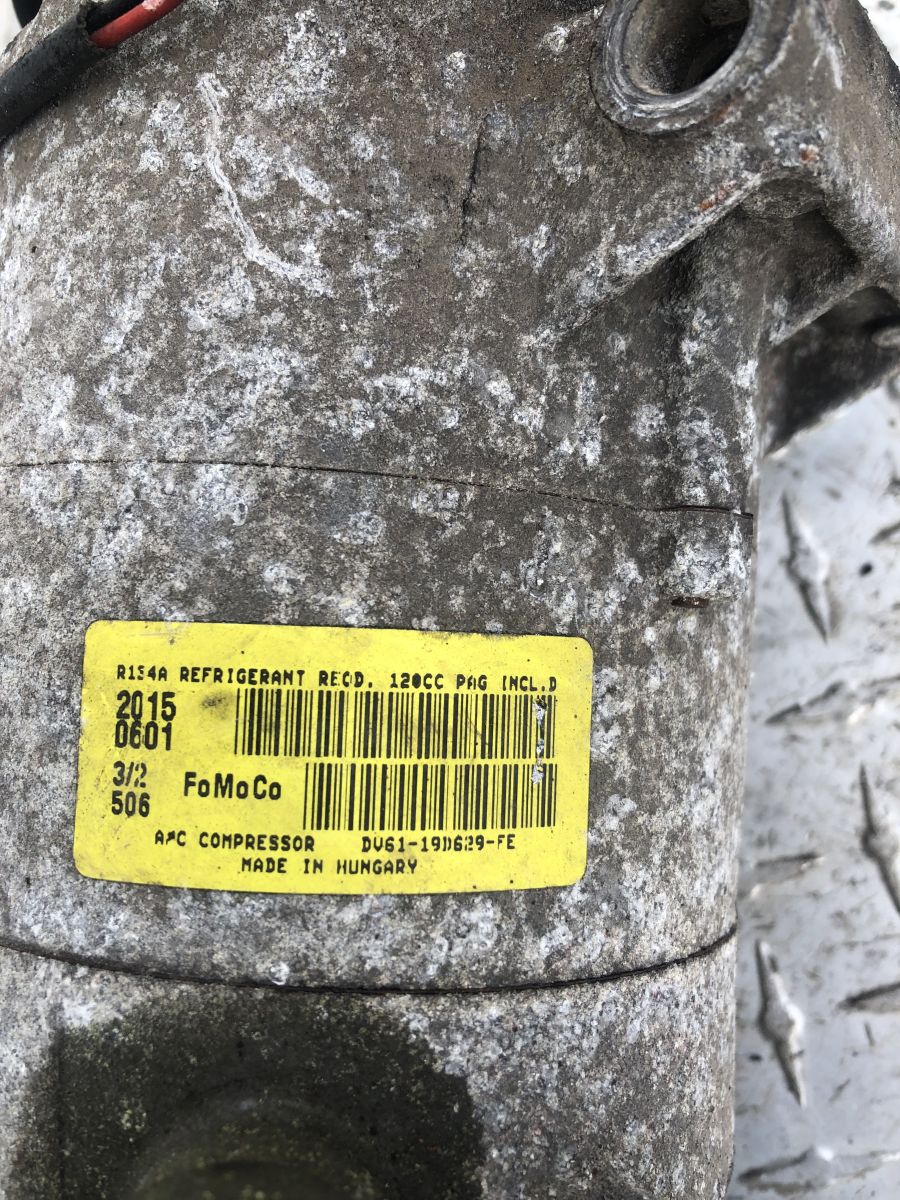 R134A REFRIGERANT REQD. 120CC PAG INCL.D
2015
0601
3/2
506
FoMoCo
A/C COMPRESSOR DV61-19D629-FE
MADE IN HUNGARY